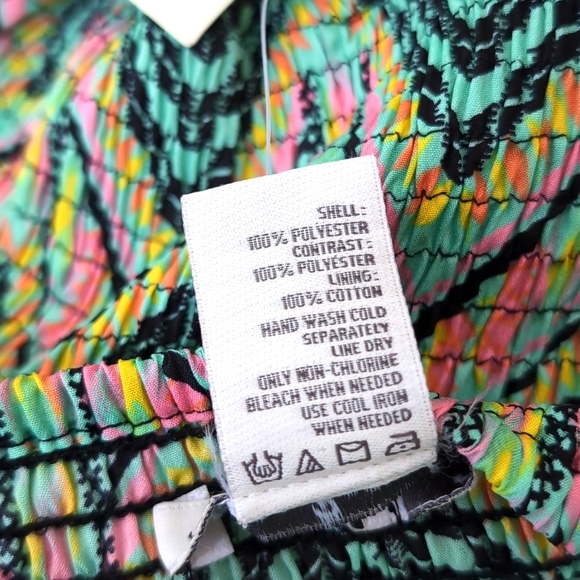 SHELL:
100% POLYESTER
CONTRAST:
100% POLYESTER
LINING:
100% COTTON
HAND WASH COLD
SEPARATELY
LINE DRY
ONLY NON-CHLORINE
BLEACH WHEN NEEDED
USE COOL IRON
WHEN NEEDED